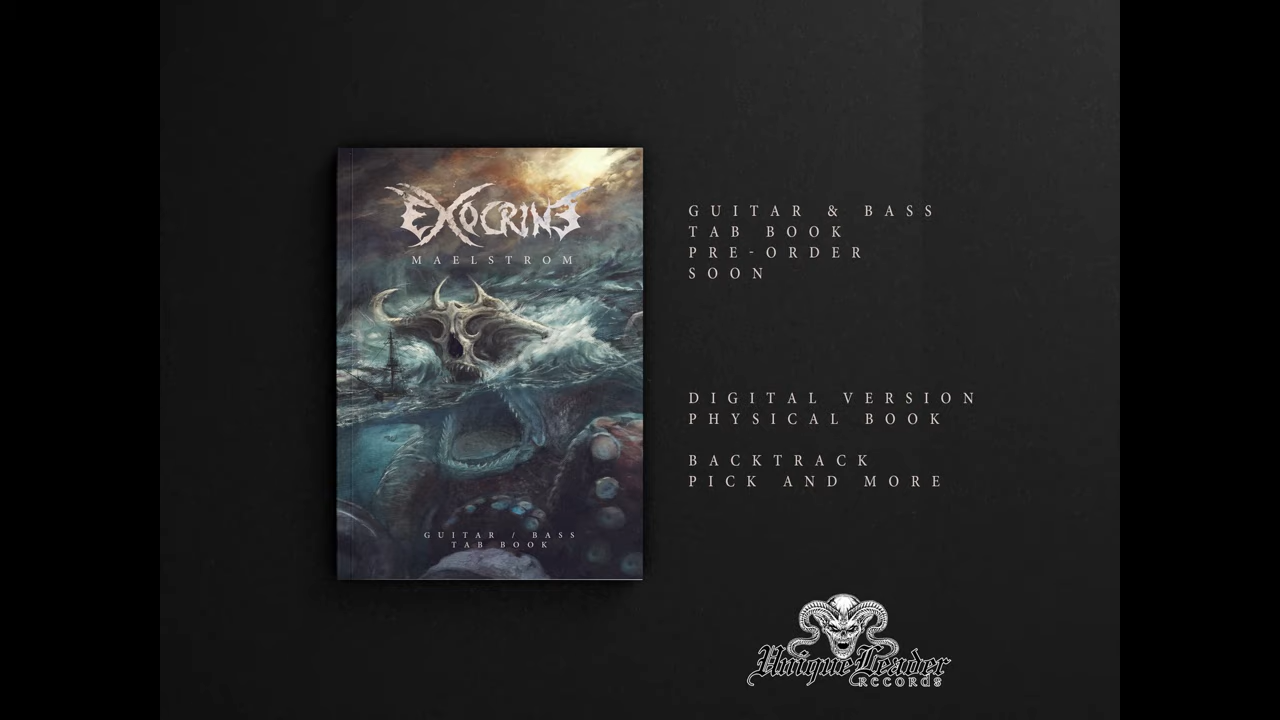 EXOCRINE
MAELSTROM
GUITAR / BASS
TAB BOOK
GUITAR & BASS
TAB BOOK
PRE-ORDER
SOON
DIGITAL VERSION
PHYSICAL BOOK
BACKTRACK
PICK AND MORE
Unique Leader
RECORDS